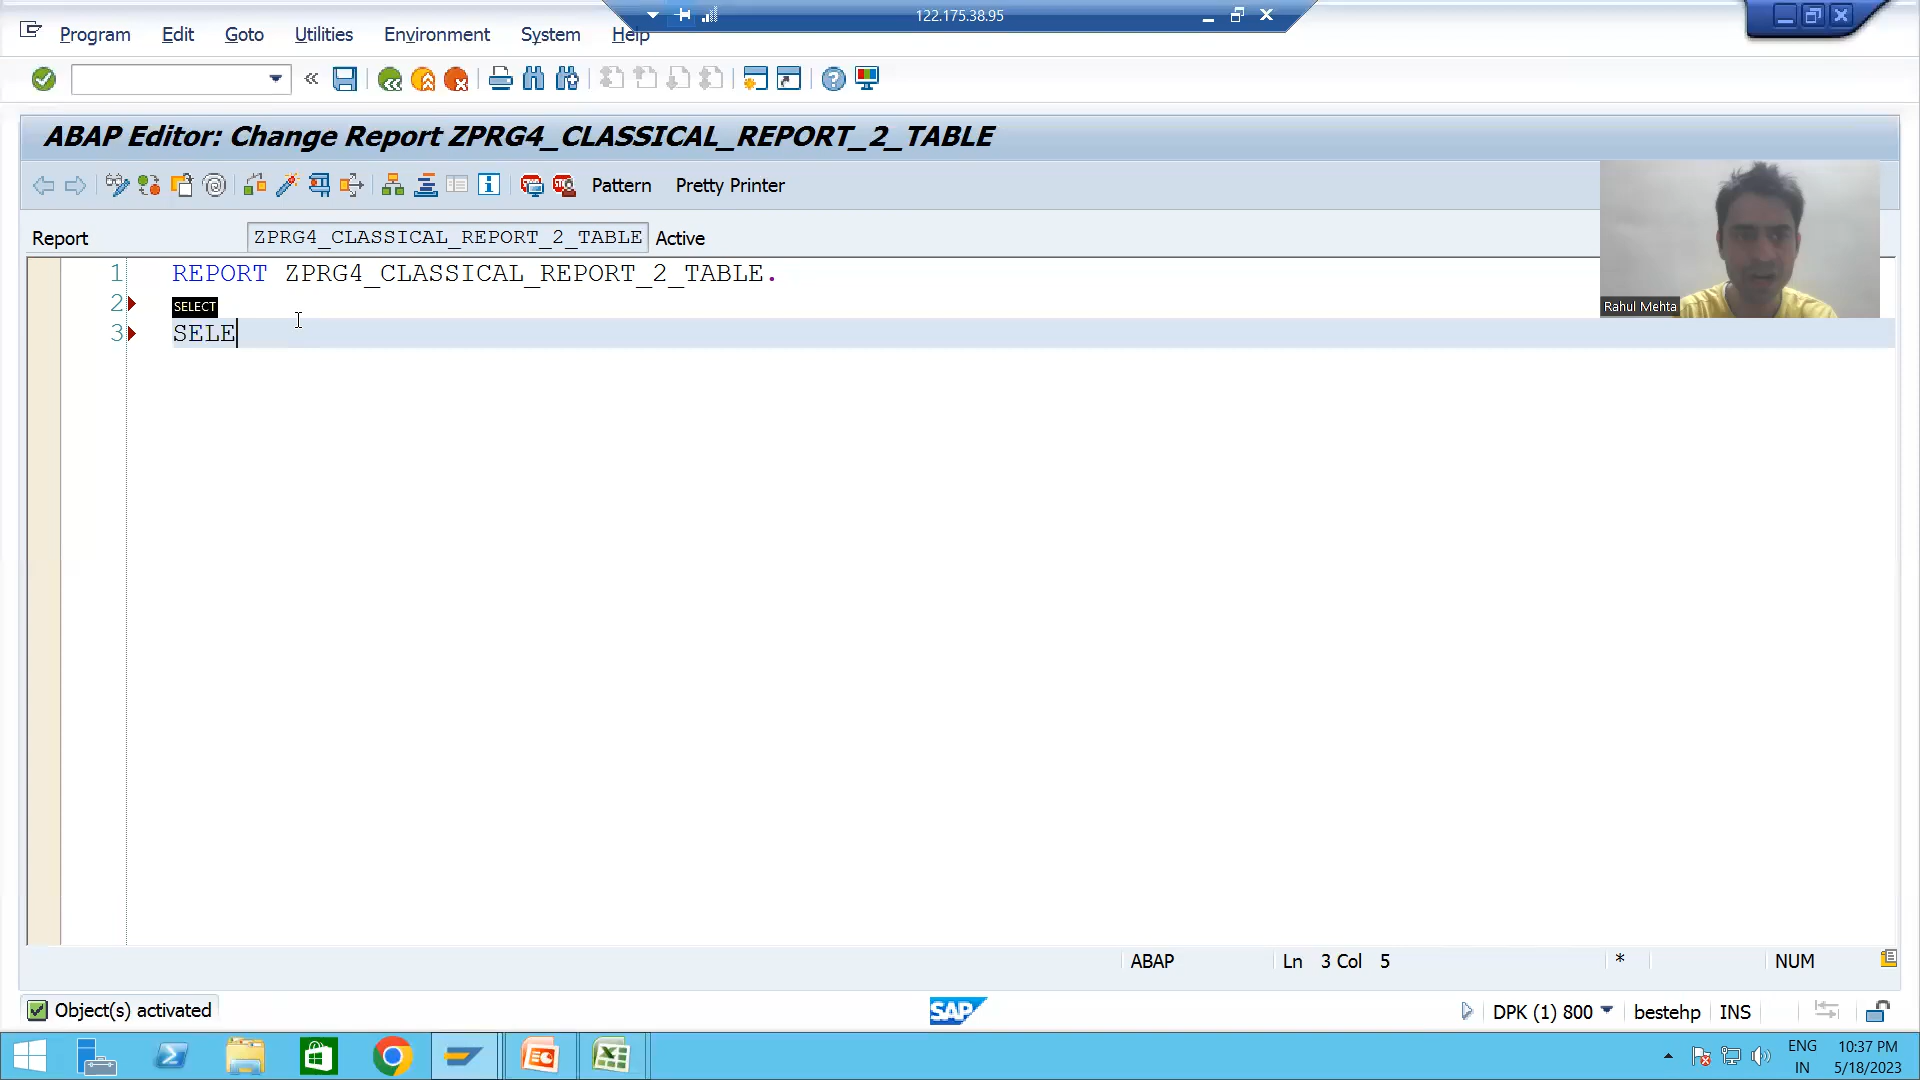 122.175.38.95
Program Edit Goto Utilities Environment System Help
ABAP Editor: Change Report ZPRG4_CLASSICAL_REPORT_2_TABLE
Pattern Pretty Printer
Report ZPRG4_CLASSICAL_REPORT_2_TABLE Active
1 REPORT ZPRG4_CLASSICAL_REPORT_2_TABLE.
2 SELECT
3 SELE
Rahul Mehta
ABAP Ln 3 Col 5 * NUM
Object(s) activated
SAP
DPK (1) 800 bestehp INS
ENG 10:37 PM
IN 5/18/2023